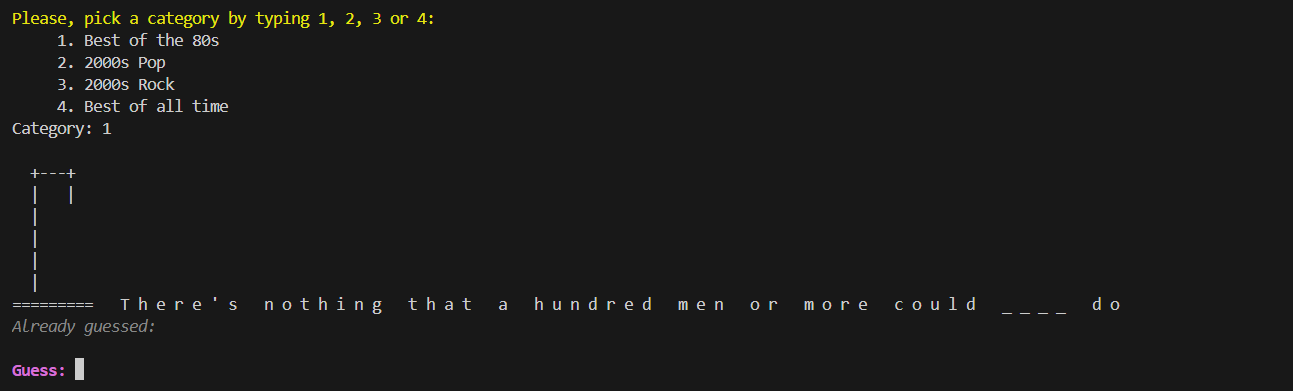 Please, pick a category by typing 1, 2, 3 or 4:
1. Best of the 80s
2. 2000s Pop
3. 2000s Rock
4. Best of all time
Category: 1
+---+
|   |
|
|
|
|
========= T h e r e ' s   n o t h i n g   t h a t   a   h u n d r e d   m e n   o r   m o r e   c o u l d   _ _ _ _   d o
Already guessed:
Guess: